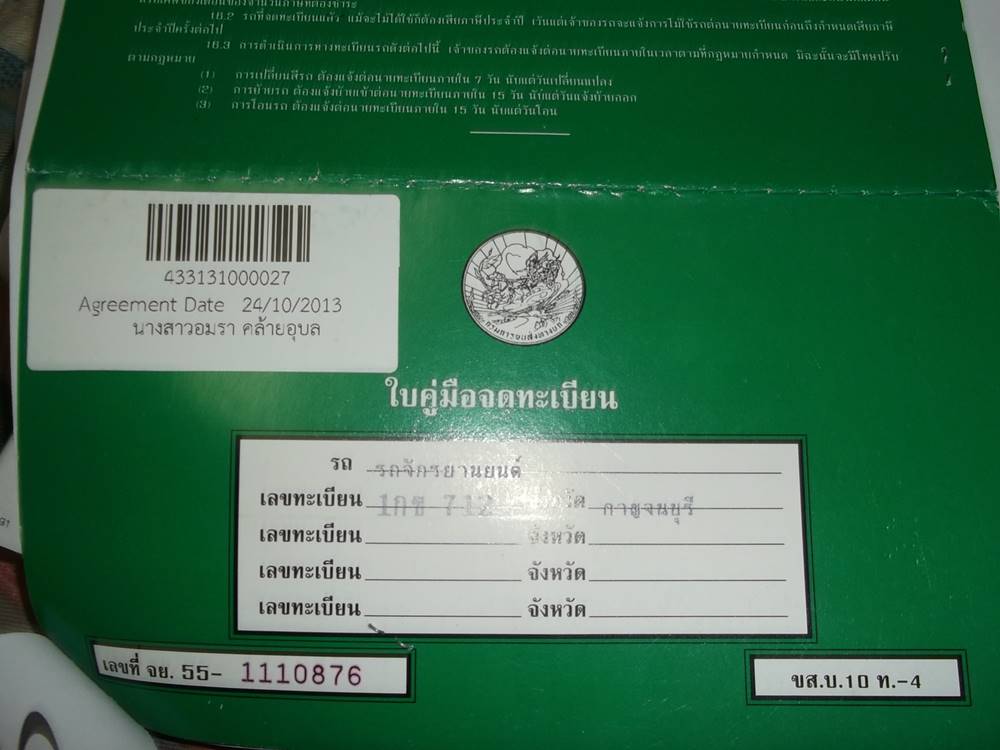 16.2 รถที่จดทะเบียนแล้ว แม้จะไม่ได้ใช้ก็ต้องเสียภาษีประจำปี เว้นแต่เจ้าของรถจะแจ้งการไม่ใช้รถต่อนายทะเบียนก่อนถึงกำหนดเสียภาษี
ประจำปีครั้งต่อไป
16.3 การดำเนินการทางทะเบียนรถดังต่อไปนี้ เจ้าของรถต้องแจ้งต่อนายทะเบียนภายในเวลาตามที่กฎหมายกำหนด มิฉะนั้นจะมีโทษปรับ
ตามกฎหมาย
(1) การเปลี่ยนสีรถ ต้องแจ้งต่อนายทะเบียนภายใน 7 วัน นับแต่วันเปลี่ยนแปลง
(2) การย้ายรถ ต้องแจ้งย้ายเข้าต่อนายทะเบียนภายใน 15 วัน นับแต่วันแจ้งย้ายออก
(3) การโอนรถ ต้องแจ้งต่อนายทะเบียนภายใน 15 วัน นับแต่วันโอน
433131000027
Agreement Date 24/10/2013
นางสาวอมรา คล้ายอุบล
กรมการขนส่งทางบก
ใบคู่มือจดทะเบียน
รถ รถจักรยานยนต์
เลขทะเบียน 1กข 712 จังหวัด กาญจนบุรี
เลขทะเบียน จังหวัด
เลขทะเบียน จังหวัด
เลขทะเบียน จังหวัด
เลขที่ จย. 55- 1110876
ขส.บ.10 ท.-4